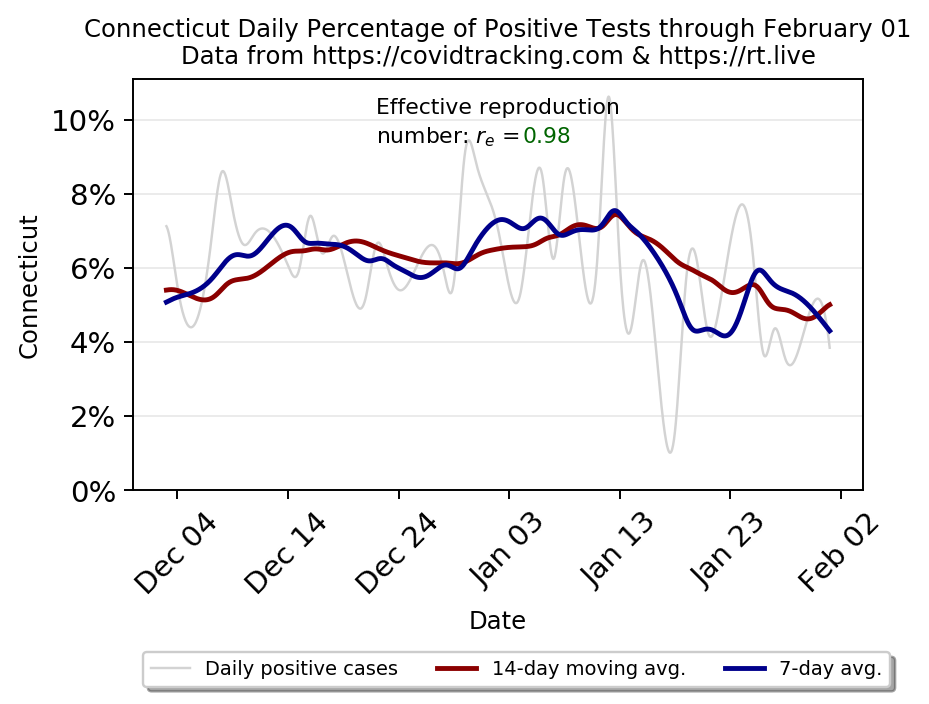 Connecticut Daily Percentage of Positive Tests through February 01
Data from https://covidtracking.com & https://rt.live
Effective reproduction
number: rₑ =0.98
10%
8%
6%
4%
2%
0%
Connecticut
Dec 04
Dec 14
Dec 24
Jan 03
Jan 13
Jan 23
Feb 02
Date
Daily positive cases
14-day moving avg.
7-day avg.